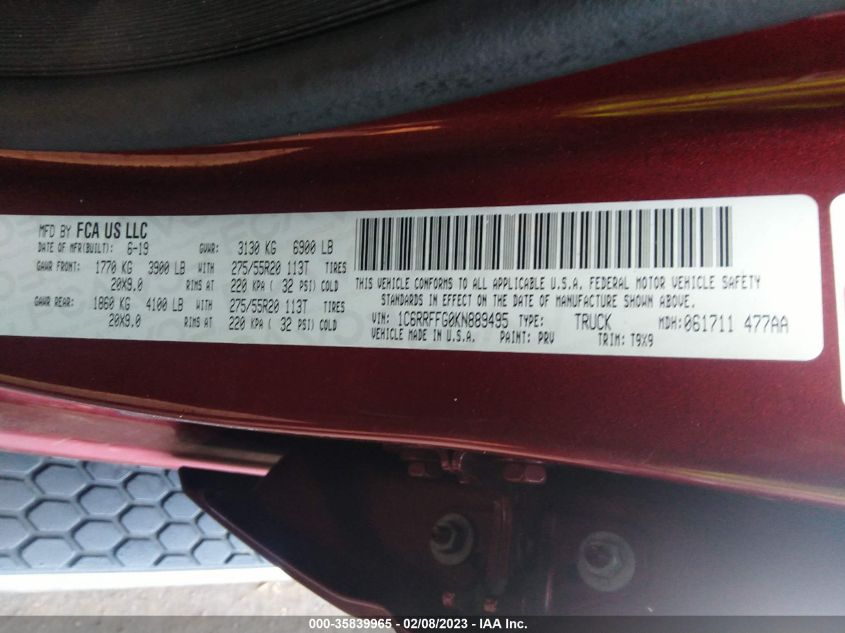 MFD BY FCA US LLC
DATE OF MFR(BUILT): 6-19 GVWR: 3130 KG 6900 LB
GAWR FRONT: 1770 KG 3900 LB WITH 275/55R20 113T TIRES
20X9.0 RIMS AT 220 KPA ( 32 PSI) COLD
GAWR REAR: 1860 KG 4100 LB WITH 275/55R20 113T TIRES
20X9.0 RIMS AT 220 KPA ( 32 PSI) COLD
THIS VEHICLE CONFORMS TO ALL APPLICABLE U.S.A. FEDERAL MOTOR VEHICLE SAFETY
STANDARDS IN EFFECT ON THE DATE OF MANUFACTURE SHOWN ABOVE.
VIN: 1C6RRFFG0KN889495 TYPE: TRUCK MDH: 061711 477AA
VEHICLE MADE IN U.S.A. PAINT: PRV TRIM: T9X9
000-35839965 - 02/08/2023 - IAA Inc.